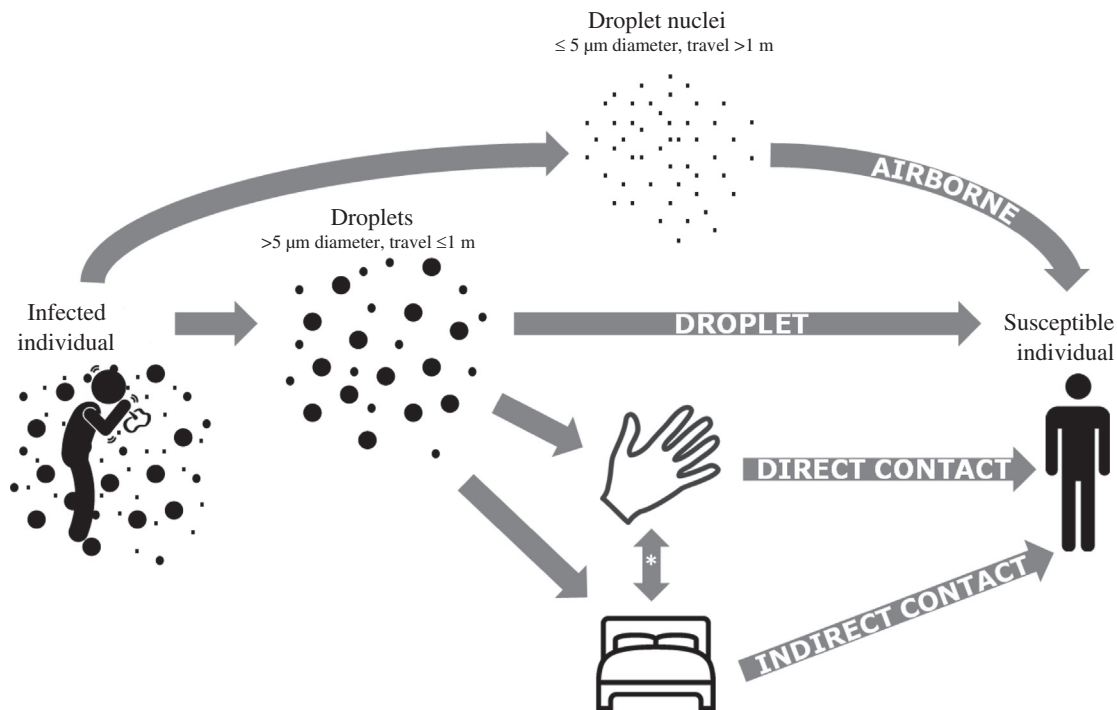 Droplet nuclei
≤ 5 μm diameter, travel >1 m
AIRBORNE
Droplets
>5 μm diameter, travel ≤1 m
Infected
individual
DROPLET
Susceptible
individual
DIRECT CONTACT
*
INDIRECT CONTACT